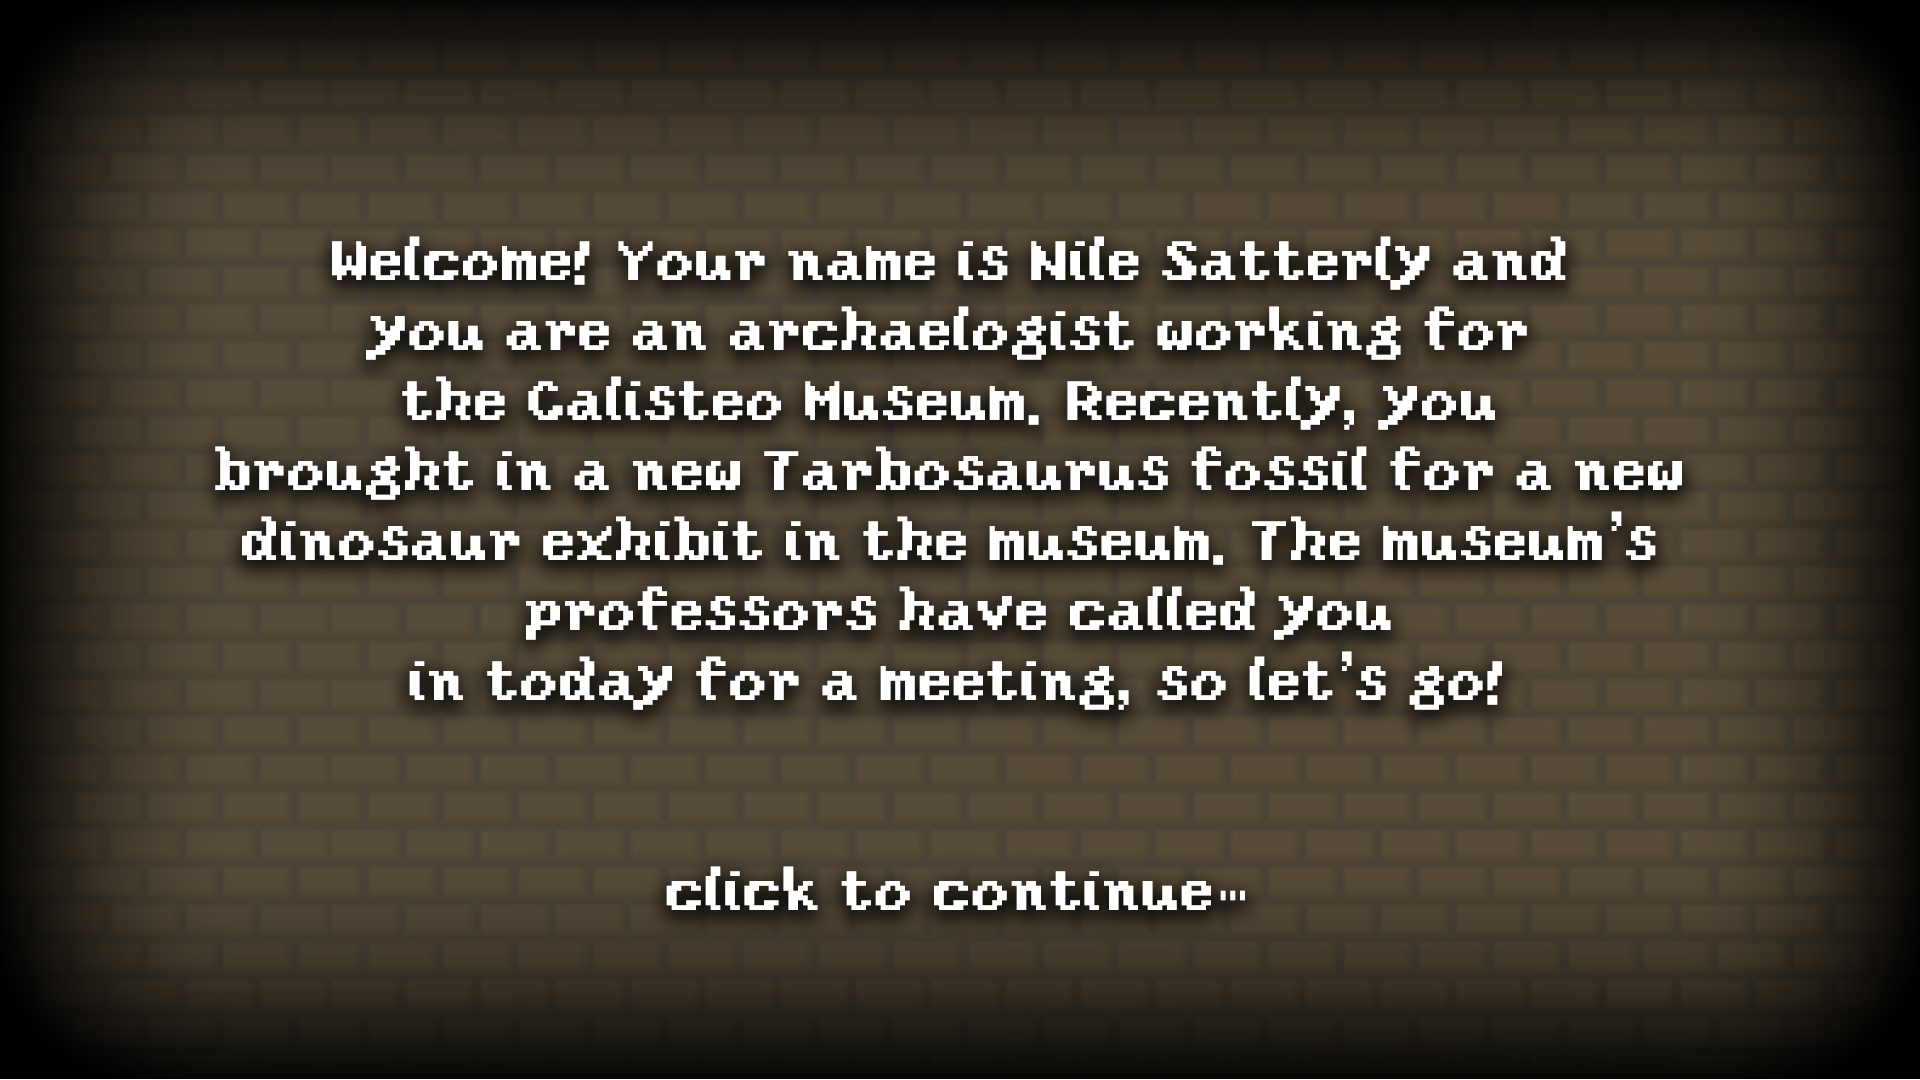 Welcome! Your name is Nile Satterly and
you are an archaelogist working for
the Galisteo Museum. Recently, you
brought in a new Tarbosaurus fossil for a new
dinosaur exhibit in the museum. The museum's
professors have called you
in today for a meeting, so let's go!
click to continue…